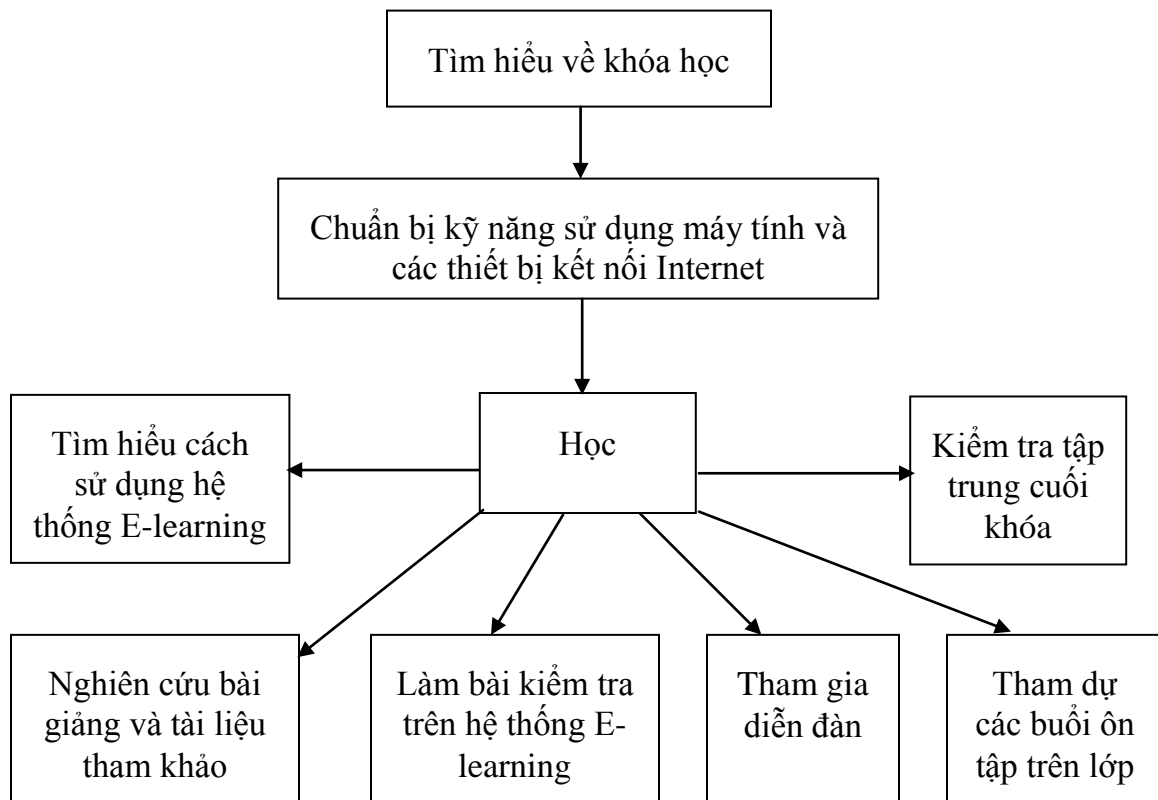 Tìm hiểu về khóa học
Chuẩn bị kỹ năng sử dụng máy tính và
các thiết bị kết nối Internet
Tìm hiểu cách
sử dụng hệ
thống E-learning
Học
Kiểm tra tập
trung cuối
khóa
Nghiên cứu bài
giảng và tài liệu
tham khảo
Làm bài kiểm tra
trên hệ thống E-
learning
Tham gia
diễn đàn
Tham dự
các buổi ôn
tập trên lớp